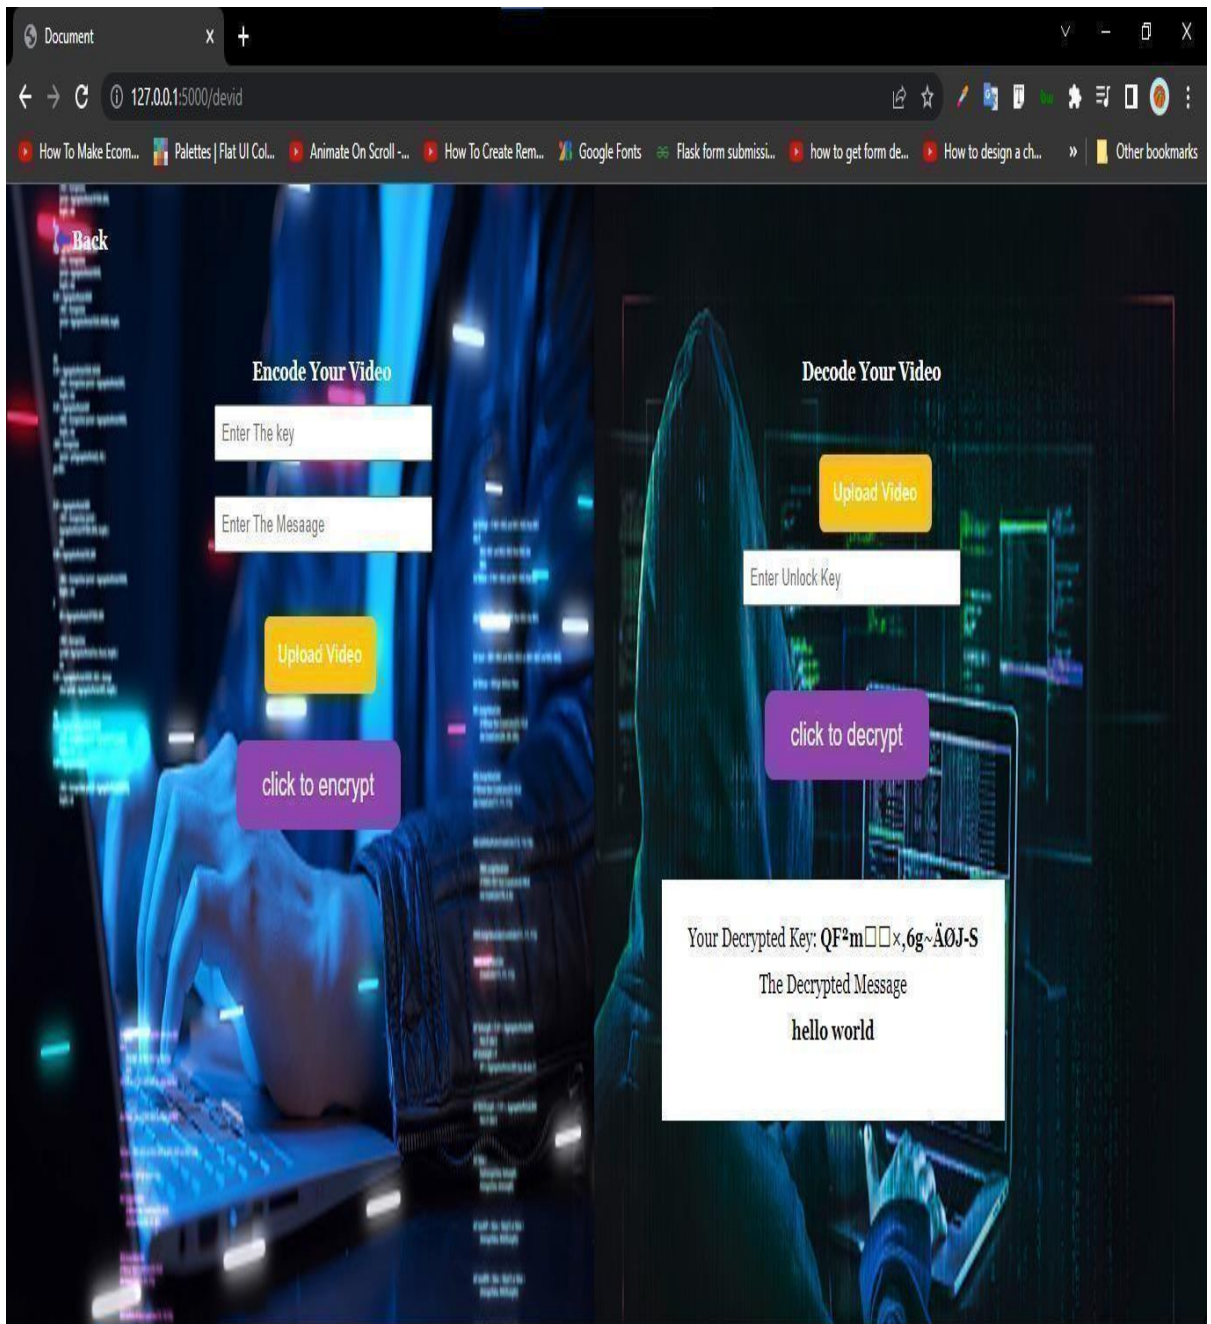 Document
127.0.0.1:5000/devid
How To Make Ecom... Palettes | Flat UI Col... Animate On Scroll -... How To Create Rem... Google Fonts Flask form submissi... how to get form de... How to design a ch... » Other bookmarks
Back
Encode Your Video
Enter The key
Enter The Mesaage
Upload Video
click to encrypt
Decode Your Video
Upload Video
Enter Unlock Key
click to decrypt
Your Decrypted Key: QF²m□□×,6g~ÄØJ-S
The Decrypted Message
hello world